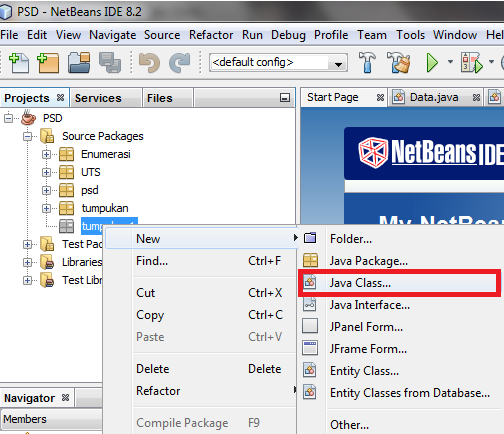 PSD - NetBeans IDE 8.2
File Edit View Navigate Source Refactor Run Debug Profile Team Tools Window
<default config>
Projects Services Files
Start Page Data.java
PSD
Source Packages
Enumerasi
UTS
psd
tumpukan
Test Pac
Libraries
Test Libr
NetBeans IDE
My NetBe
New
Find... Ctrl+F
Cut Ctrl+X
Copy Ctrl+C
Paste Ctrl+V
Delete Delete
Refactor
Compile Package F9
Folder...
Java Package...
Java Class...
Java Interface...
JPanel Form...
JFrame Form...
Entity Class...
Entity Classes from Database...
Other...
Navigator
Members